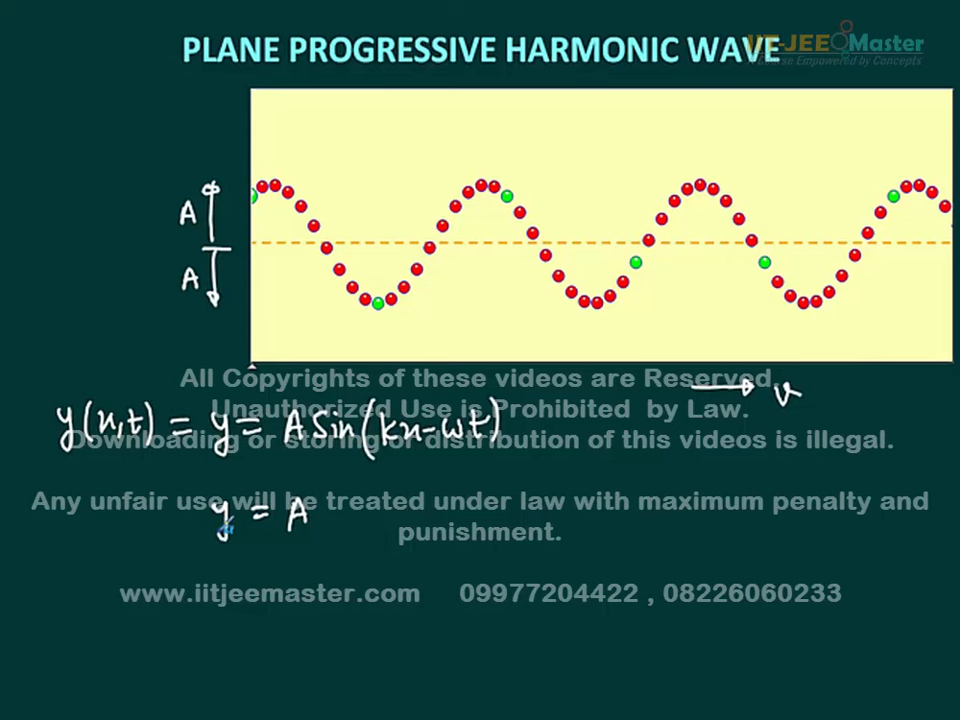 PLANE PROGRESSIVE HARMONIC WAVE
IIT-JEE Master
A Course Empowered by Concepts
A
A
v
All Copyrights of these videos are Reserved.
Unauthorized Use is Prohibited by Law.
y(x,t) = y = A Sin(kx-ωt)
Downloading or storing or distribution of this videos is illegal.
Any unfair use will be treated under law with maximum penalty and
y = A
punishment.
www.iitjeemaster.com 09977204422 , 08226060233